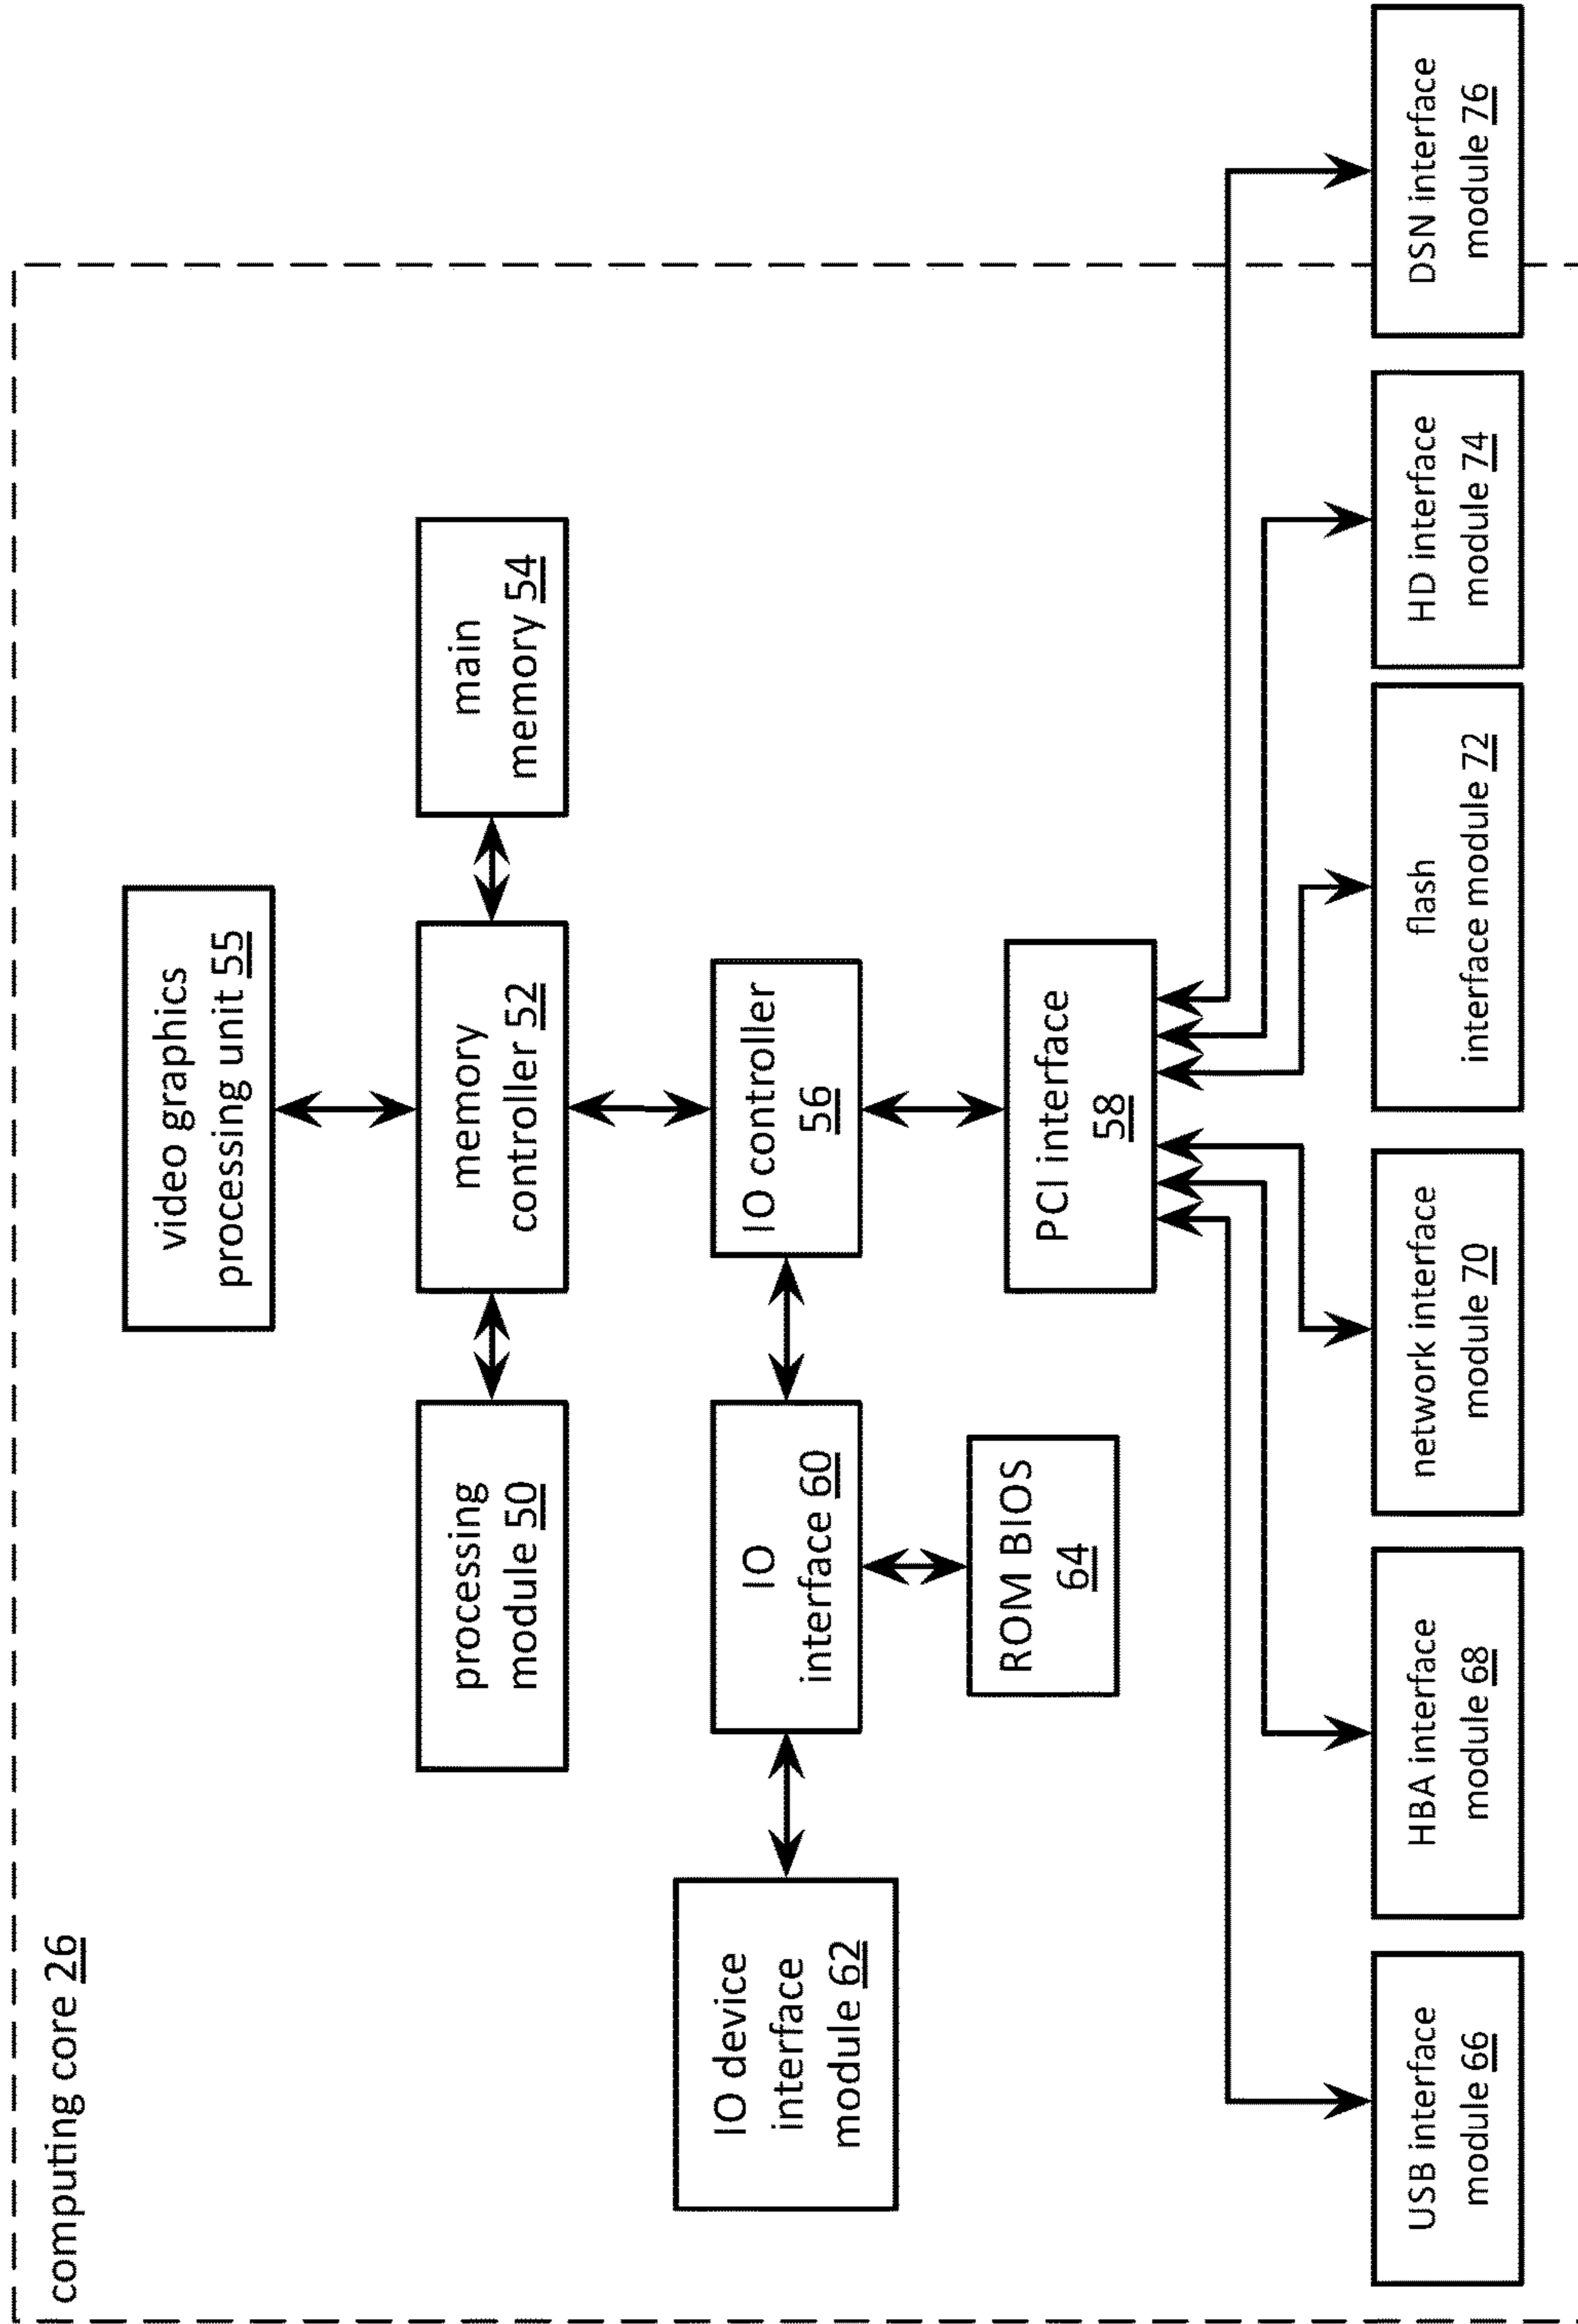 computing core 26
video graphics
processing unit 55
processing
module 50
memory
controller 52
main
memory 54
IO device
interface
module 62
IO
interface 60
IO controller
56
ROM BIOS
64
PCI interface
58
USB interface
module 66
HBA interface
module 68
network interface
module 70
flash
interface module 72
HD interface
module 74
DSN interface
module 76